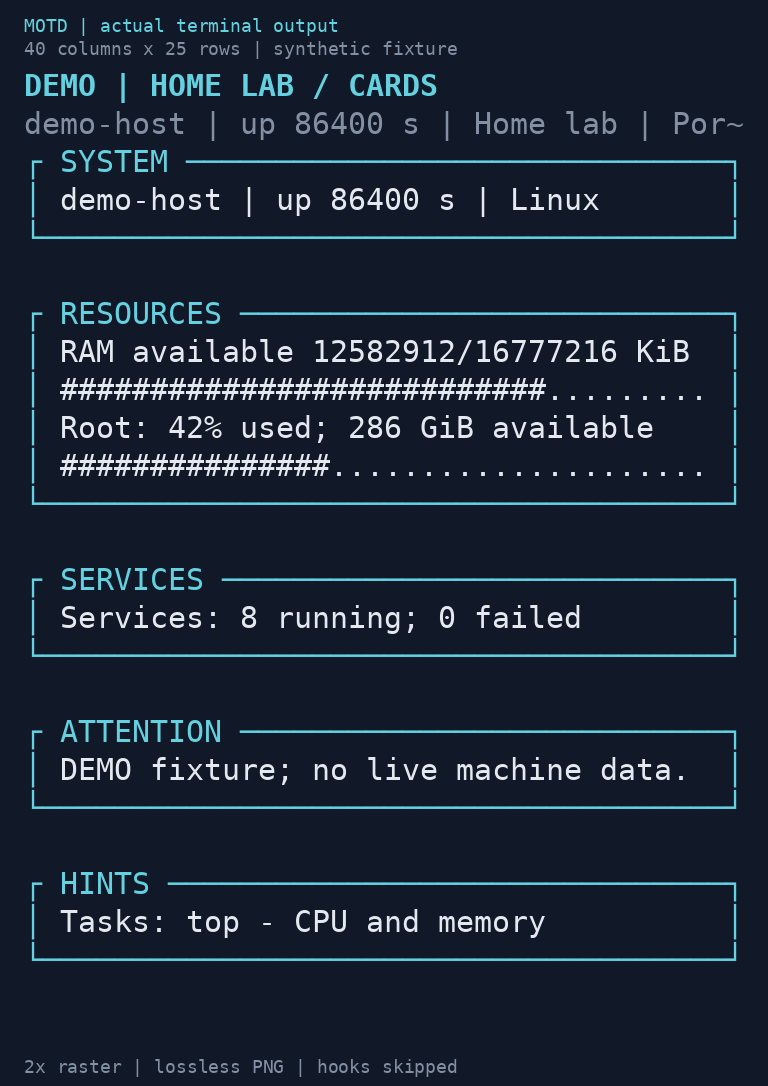 MOTD | actual terminal output
40 columns x 25 rows | synthetic fixture
DEMO | HOME LAB / CARDS
demo-host | up 86400 s | Home lab | Por~
SYSTEM
demo-host | up 86400 s | Linux
RESOURCES
RAM available 12582912/16777216 KiB
###########################.........
Root: 42% used; 286 GiB available
###############.....................
SERVICES
Services: 8 running; 0 failed
ATTENTION
DEMO fixture; no live machine data.
HINTS
Tasks: top - CPU and memory
2x raster | lossless PNG | hooks skipped